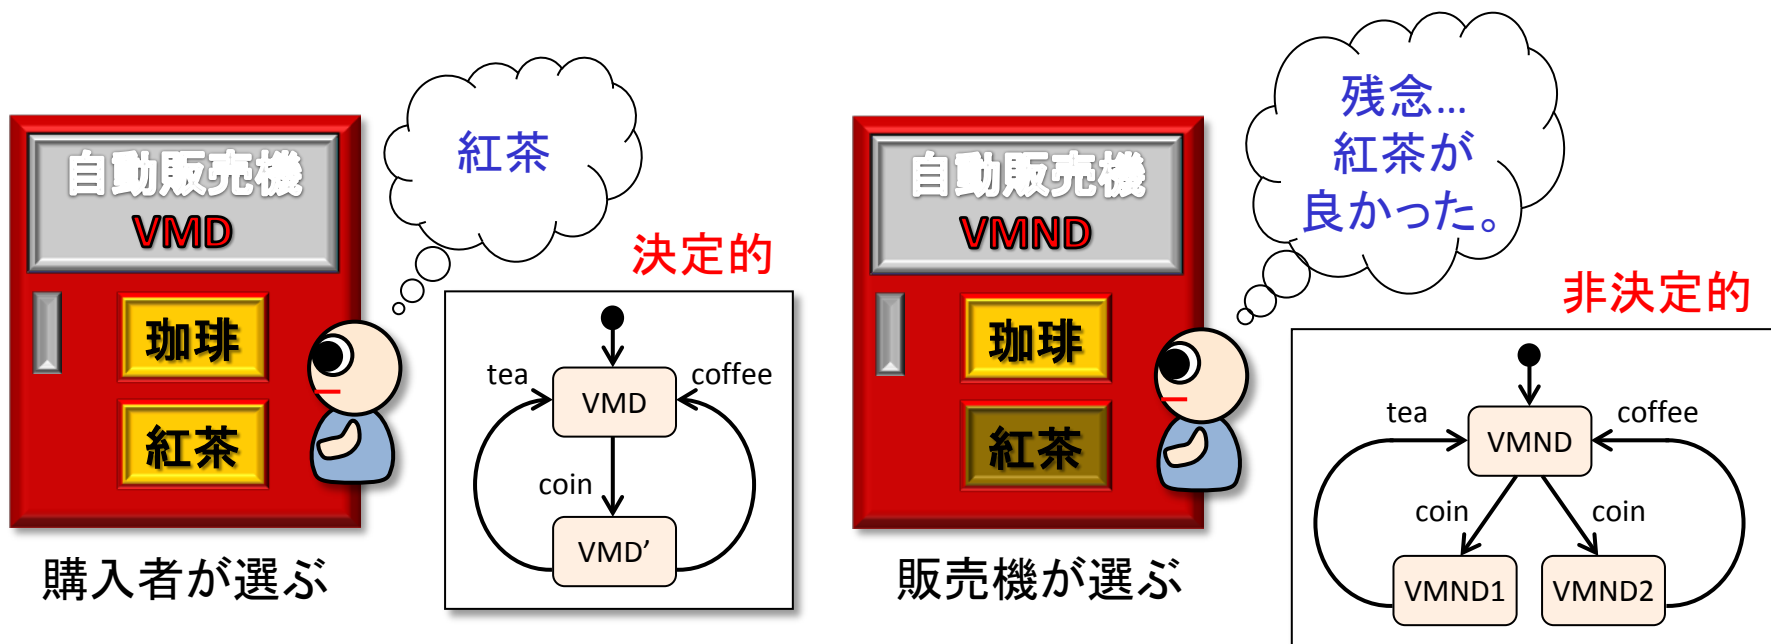 自動販売機
VMD
珈琲
紅茶
購入者が選ぶ
紅茶
決定的
tea
coffee
VMD
coin
VMD’
自動販売機
VMND
珈琲
紅茶
販売機が選ぶ
残念...
紅茶が
良かった。
非決定的
tea
coffee
VMND
coin
coin
VMND1
VMND2